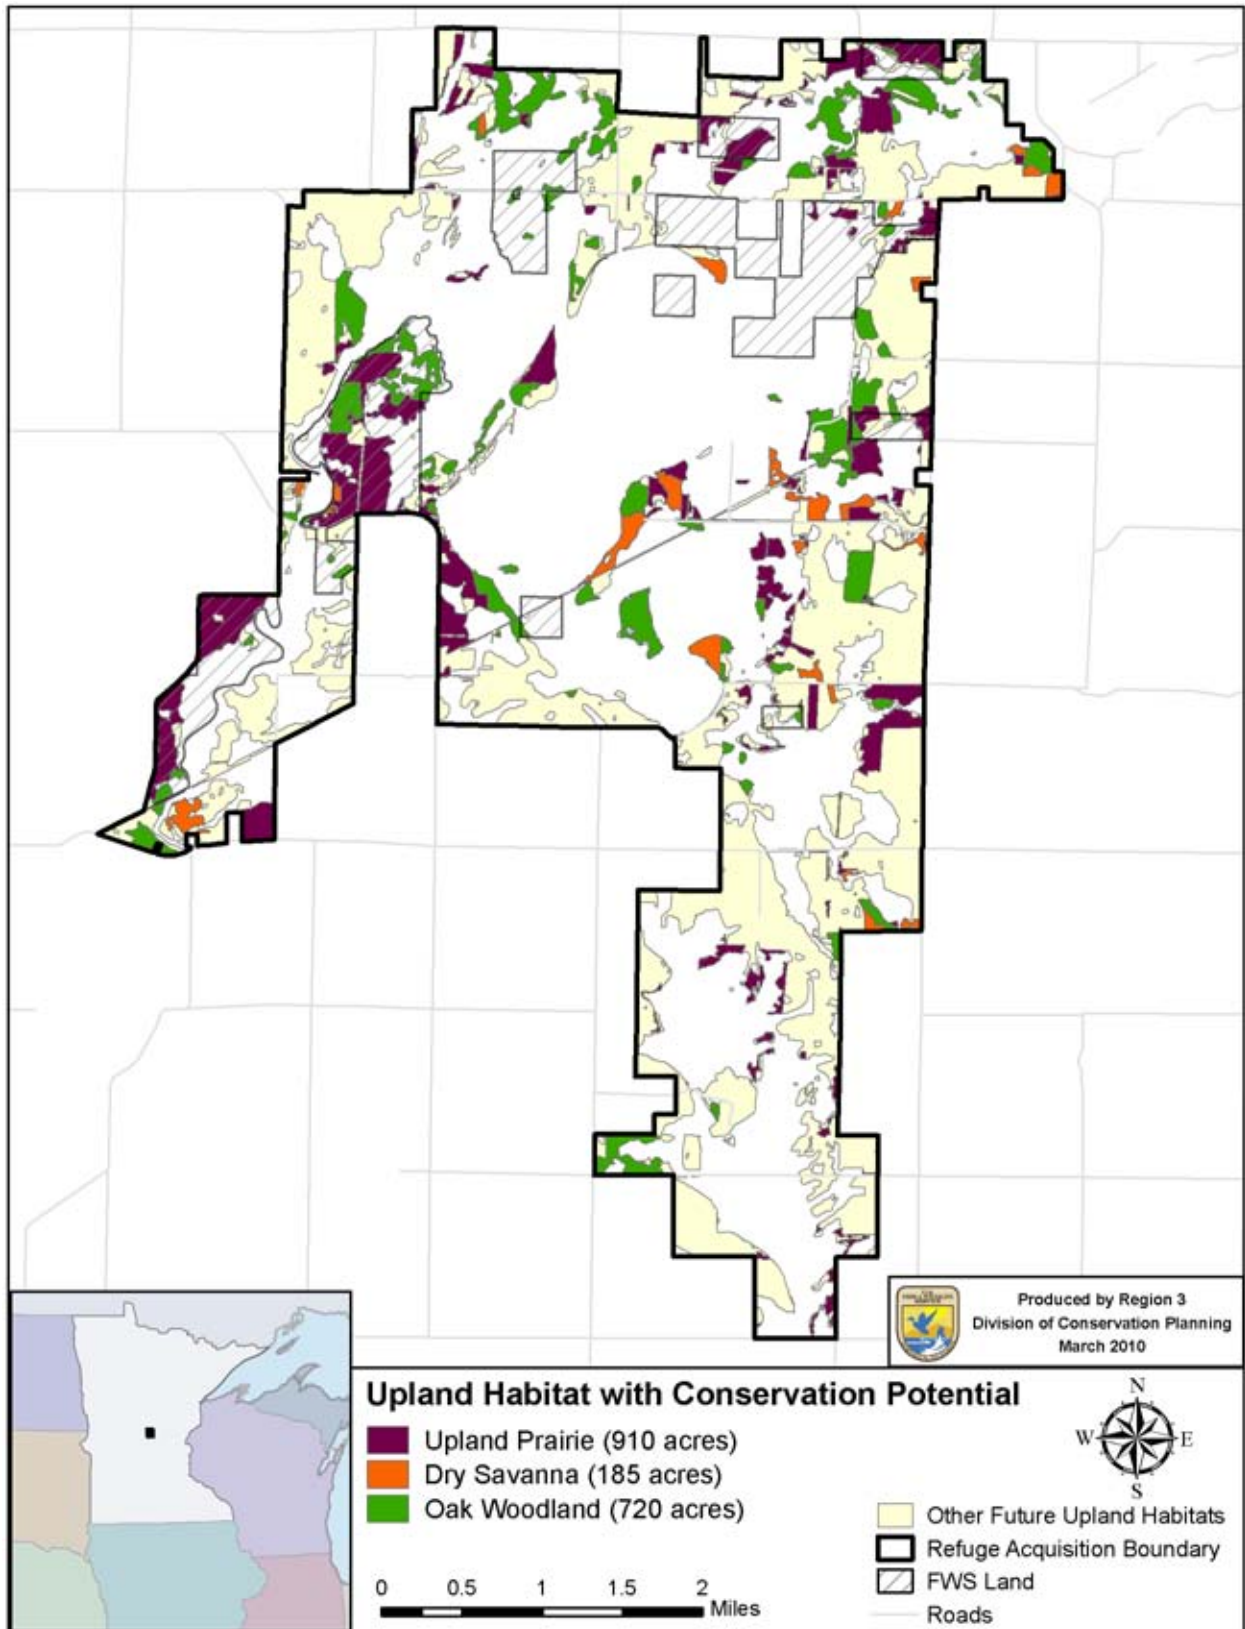 Produced by Region 3
Division of Conservation Planning
March 2010
Upland Habitat with Conservation Potential
Upland Prairie (910 acres)
Dry Savanna (185 acres)
Oak Woodland (720 acres)
0 0.5 1 1.5 2
Miles
N
W E
S
Other Future Upland Habitats
Refuge Acquisition Boundary
FWS Land
Roads